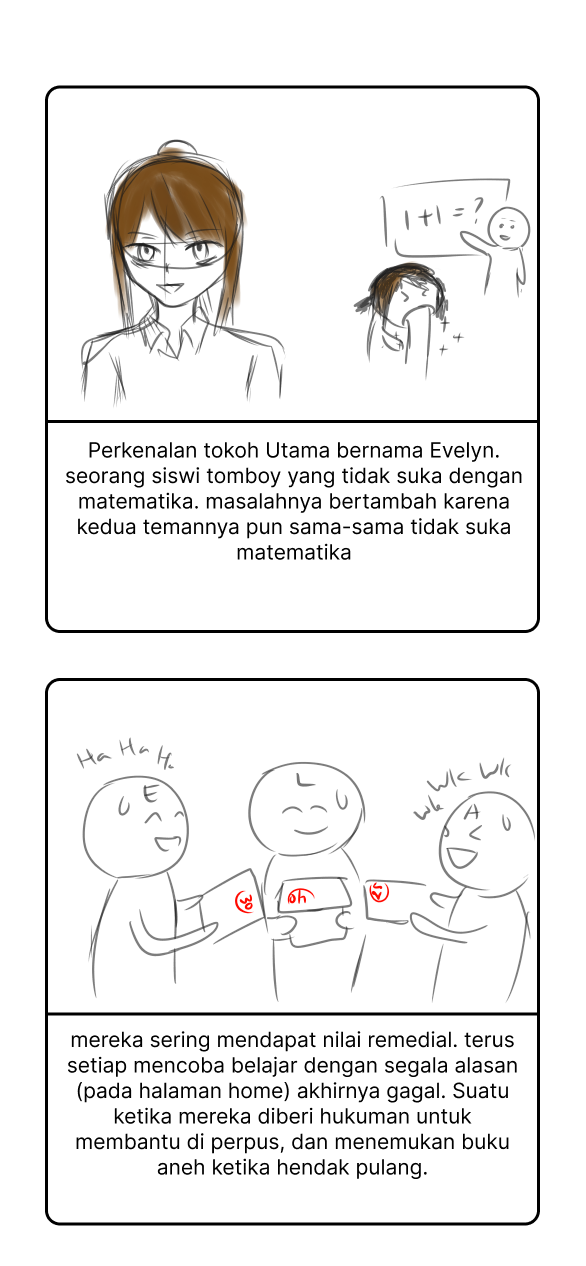 1+1=?
Perkenalan tokoh Utama bernama Evelyn.
seorang siswi tomboy yang tidak suka dengan
matematika. masalahnya bertambah karena
kedua temannya pun sama-sama tidak suka
matematika
Ha Ha Ha
Wk Wk Wk
E
L
A
30
40
mereka sering mendapat nilai remedial. terus
setiap mencoba belajar dengan segala alasan
(pada halaman home) akhirnya gagal. Suatu
ketika mereka diberi hukuman untuk
membantu di perpus, dan menemukan buku
aneh ketika hendak pulang.